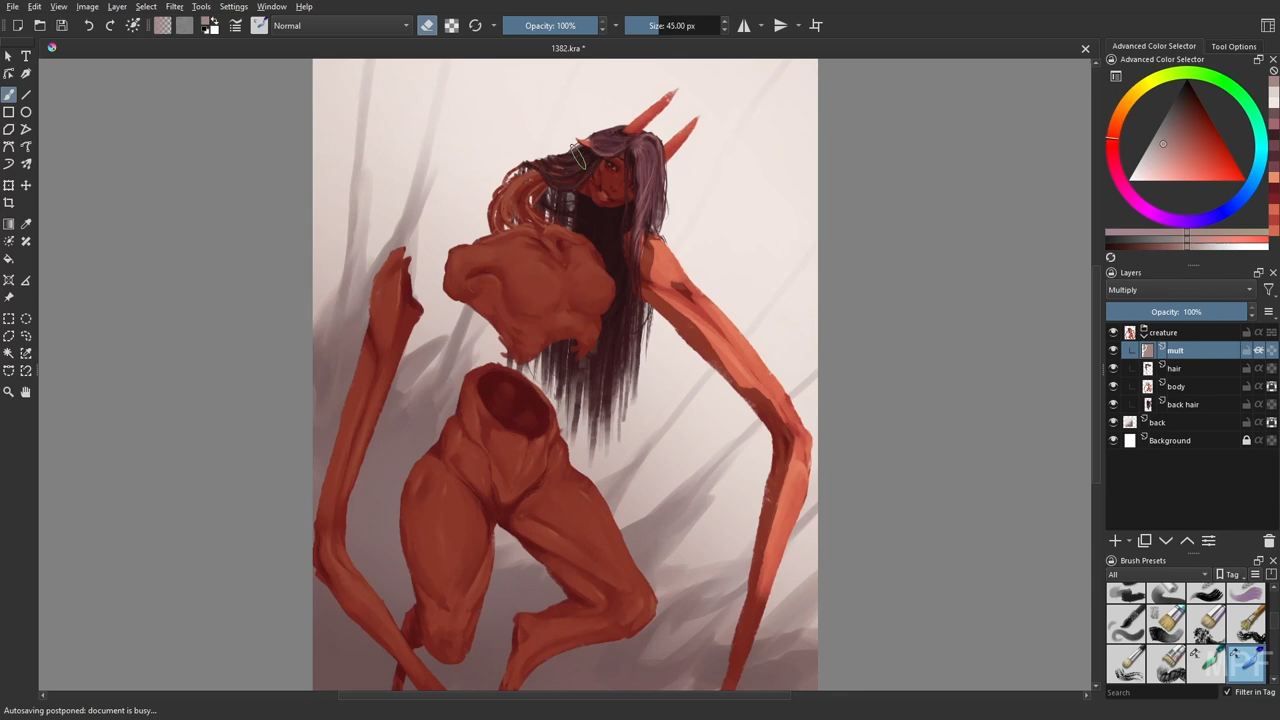 File Edit View Image Layer Select Filter Tools Settings Window Help
Normal
Opacity: 100%
Size: 45.00 px
1382.kra *
Advanced Color Selector
Tool Options
Advanced Color Selector
Layers
Multiply
Opacity: 100%
creature
mult
hair
body
back hair
back
Background
Brush Presets
All
Tag
MPF
Search
Filter in Tag
Autosaving postponed: document is busy...